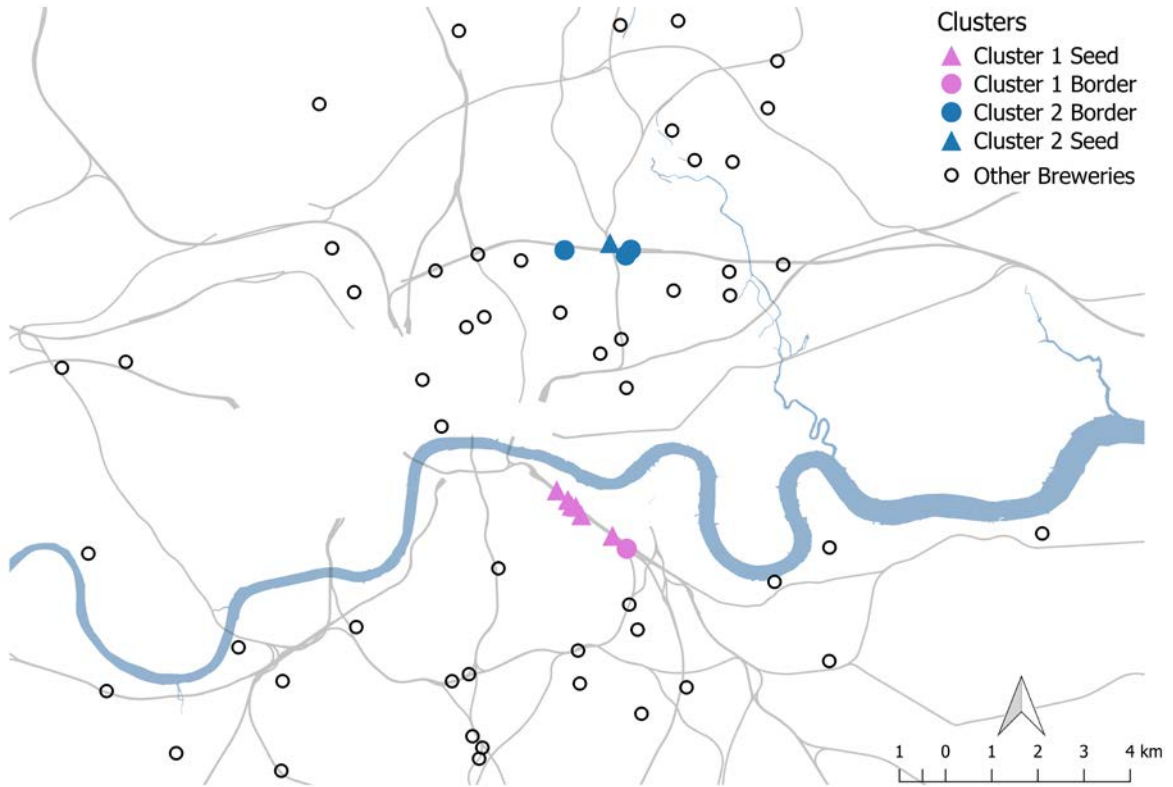 Clusters
Cluster 1 Seed
Cluster 1 Border
Cluster 2 Border
Cluster 2 Seed
Other Breweries
1 0 1 2 3 4 km